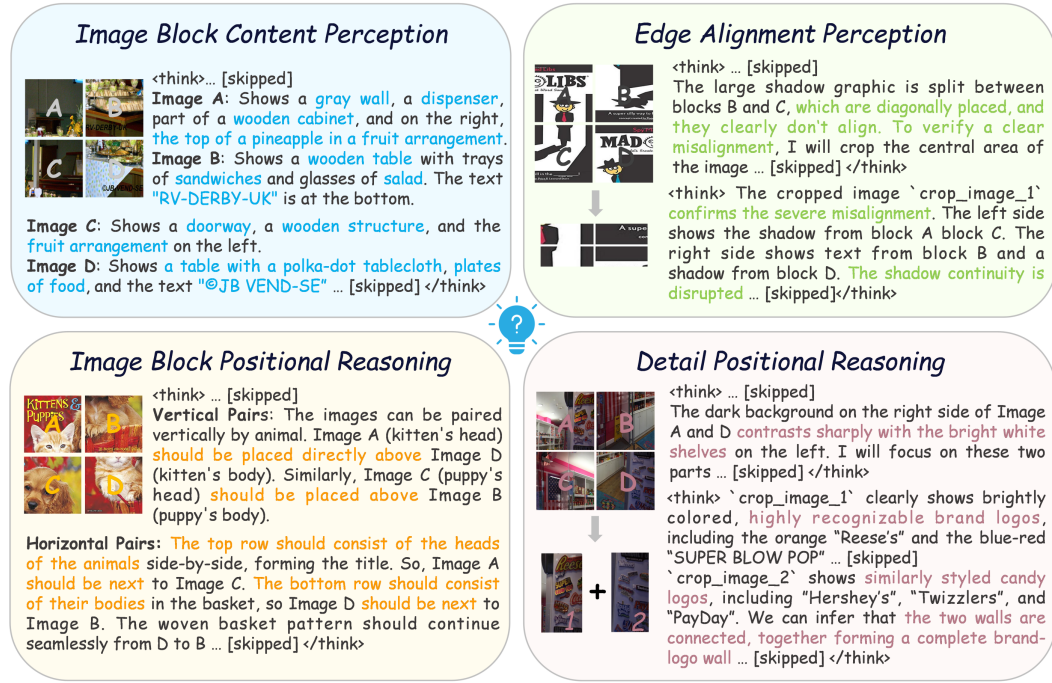 Image Block Content Perception
A
B
RV-DERBY-UK
C
D
©JB VEND-SE
<think>... [skipped]
Image A: Shows a gray wall, a dispenser,
part of a wooden cabinet, and on the right,
the top of a pineapple in a fruit arrangement.
Image B: Shows a wooden table with trays
of sandwiches and glasses of salad. The text
"RV-DERBY-UK" is at the bottom.
Image C: Shows a doorway, a wooden structure, and the
fruit arrangement on the left.
Image D: Shows a table with a polka-dot tablecloth, plates
of food, and the text "©JB VEND-SE” … [skipped] </think>
Edge Alignment Perception
LIBS
A
B
C
MAD
D
A supe
<think> … [skipped]
The large shadow graphic is split between
blocks B and C, which are diagonally placed, and
they clearly don‘t align. To verify a clear
misalignment, I will crop the central area of
the image … [skipped] </think>
<think> The cropped image `crop_image_1`
confirms the severe misalignment. The left side
shows the shadow from block A block C. The
right side shows text from block B and a
shadow from block D. The shadow continuity is
disrupted … [skipped]</think>
?
Image Block Positional Reasoning
KITTENS &
PUPPIES
A
B
C
D
<think> … [skipped]
Vertical Pairs: The images can be paired
vertically by animal. Image A (kitten's head)
should be placed directly above Image D
(kitten's body). Similarly, Image C (puppy's
head) should be placed above Image B
(puppy's body).
Horizontal Pairs: The top row should consist of the heads
of the animals side-by-side, forming the title. So, Image A
should be next to Image C. The bottom row should consist
of their bodies in the basket, so Image D should be next to
Image B. The woven basket pattern should continue
seamlessly from D to B … [skipped] </think>
Detail Positional Reasoning
A
B
C
D
Reese
1
+
2
<think> … [skipped]
The dark background on the right side of Image
A and D contrasts sharply with the bright white
shelves on the left. I will focus on these two
parts … [skipped] </think>
<think> `crop_image_1` clearly shows brightly
colored, highly recognizable brand logos,
including the orange “Reese’s” and the blue-red
“SUPER BLOW POP” … [skipped]
`crop_image_2` shows similarly styled candy
logos, including ”Hershey’s”, “Twizzlers”, and
“PayDay”. We can infer that the two walls are
connected, together forming a complete brand-
logo wall … [skipped] </think>